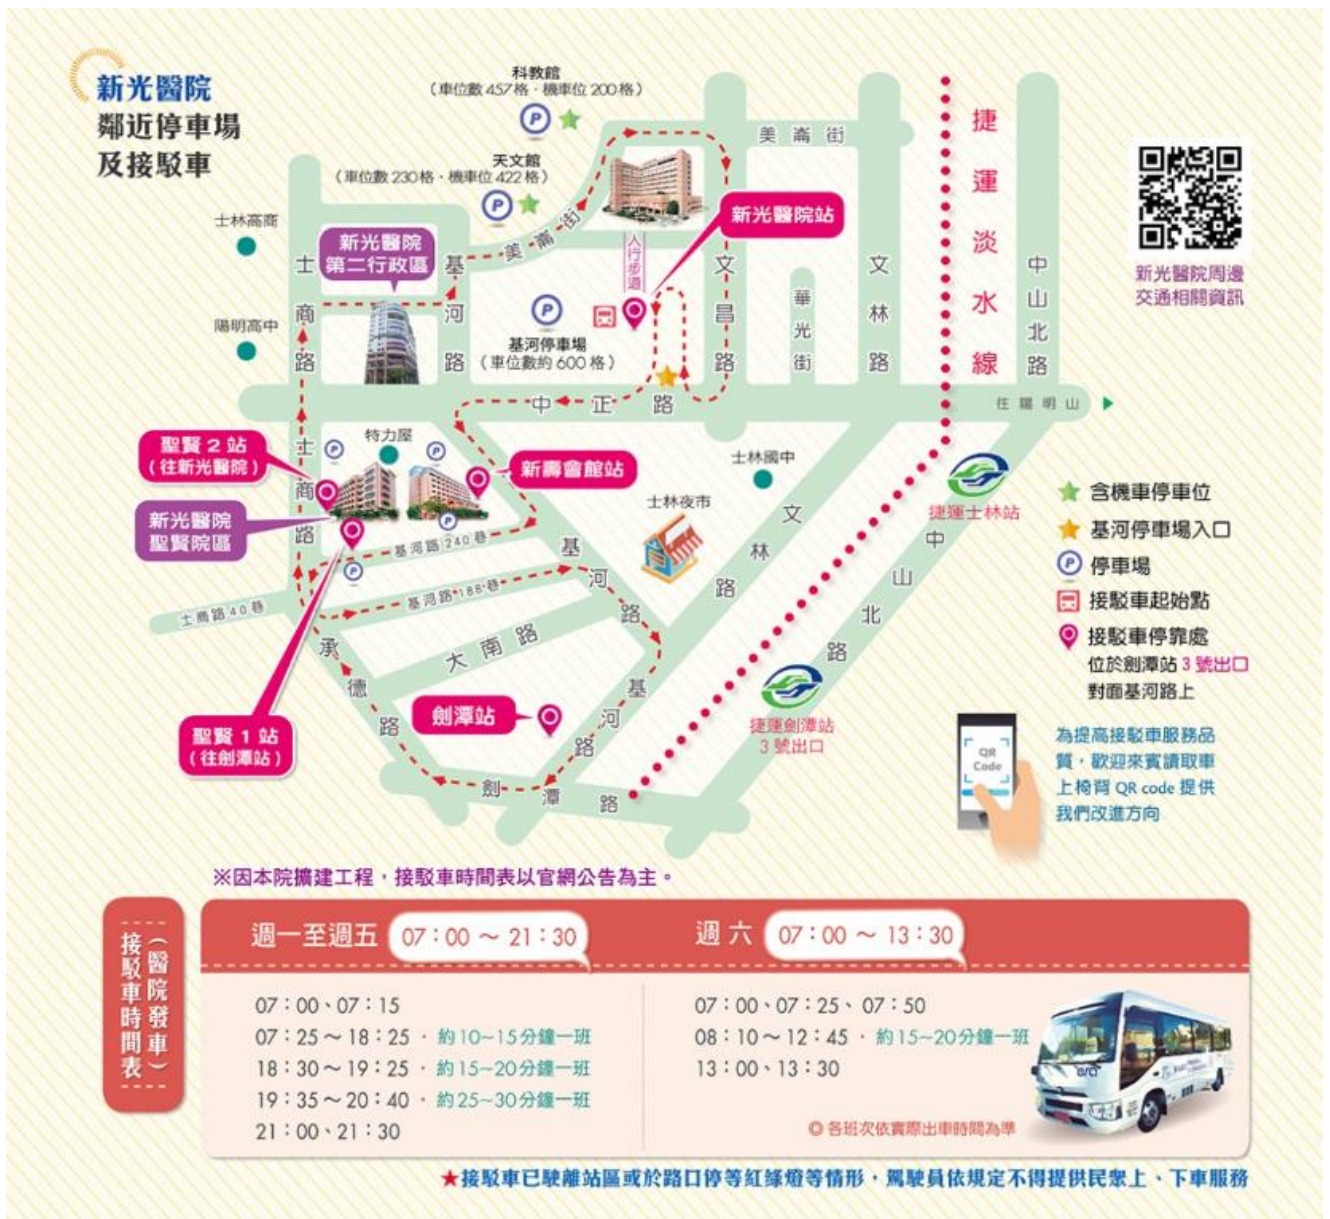 新光醫院
鄰近停車場
及接駁車
科教館
（車位數 457 格・機車位 200 格）
P
天文館
（車位數 230 格・機車位 422 格）
P
美崙街
美崙街
捷運淡水線
新光醫院站
新光醫院周邊
交通相關資訊
士林高商
新光醫院
第二行政區
人行步道
士商路
基河路
文昌路
華光街
文林路
中山北路
陽明高中
P
基河停車場
（車位數約 600 格）
中正路
往陽明山
聖賢 2 站
（往新光醫院）
特力屋
P
P
新壽會館站
士林國中
新光醫院
聖賢院區
士商路
P
士林夜市
文林路
捷運士林站
中山北路
基河路 240 巷
P
基河路 188 巷
基河路
士商路 40 巷
大南路
承德路
聖賢 1 站
（往劍潭站）
劍潭站
基河路
捷運劍潭站
3 號出口
劍潭路
含機車停車位
基河停車場入口
P 停車場
接駁車起始點
接駁車停靠處
位於劍潭站 3 號出口
對面基河路上
QR
Code
為提高接駁車服務品
質，歡迎來賓讀取車
上椅背 QR code 提供
我們改進方向
※因本院擴建工程，接駁車時間表以官網公告為主。
（醫院發車）
接駁車時間表
週一至週五 07：00 ～ 21：30
07：00、07：15
07：25～18：25 ・ 約10~15分鐘一班
18：30～19：25 ・ 約15~20分鐘一班
19：35～20：40 ・ 約25~30分鐘一班
21：00、21：30
週六 07：00 ～ 13：30
07：00、07：25、07：50
08：10～12：45 ・ 約15~20分鐘一班
13：00、13：30
◎ 各班次依實際出車時間為準
★接駁車已駛離站區或於路口停等紅綠燈等情形，駕駛員依規定不得提供民眾上、下車服務